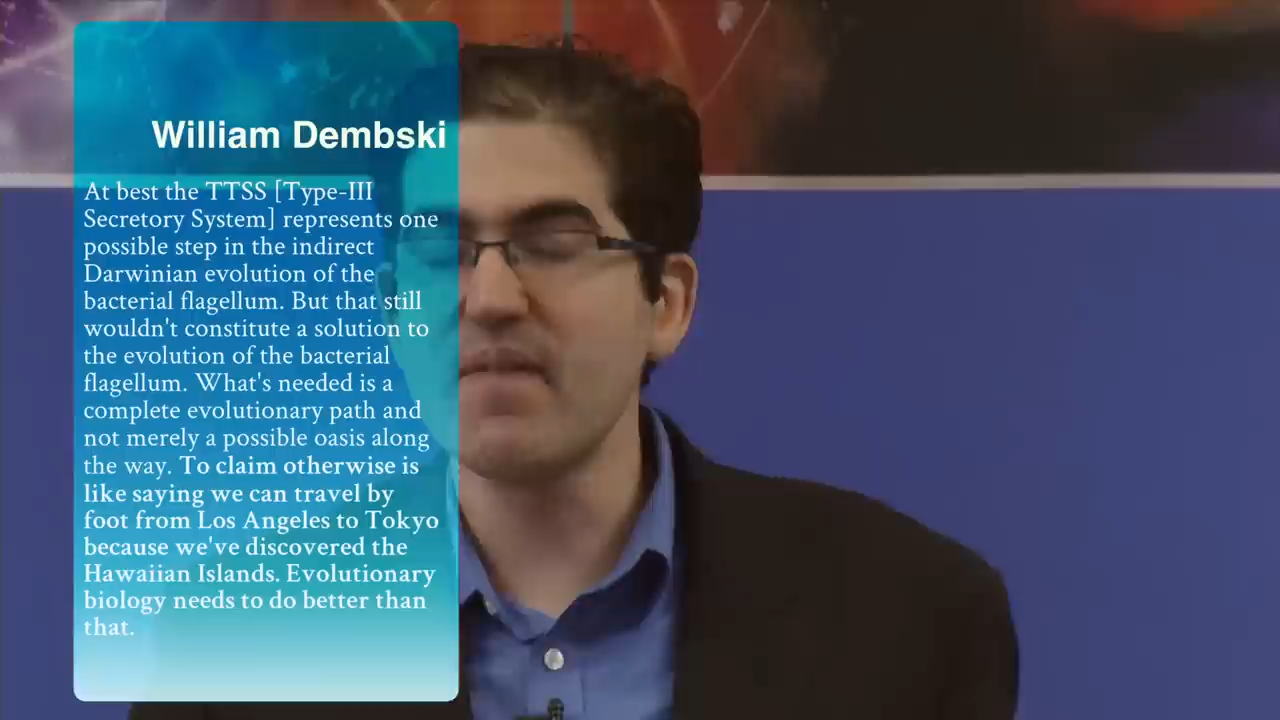 William Dembski
At best the TTSS [Type-III
Secretory System] represents one
possible step in the indirect
Darwinian evolution of the
bacterial flagellum. But that still
wouldn't constitute a solution to
the evolution of the bacterial
flagellum. What's needed is a
complete evolutionary path and
not merely a possible oasis along
the way. To claim otherwise is
like saying we can travel by
foot from Los Angeles to Tokyo
because we've discovered the
Hawaiian Islands. Evolutionary
biology needs to do better than
that.